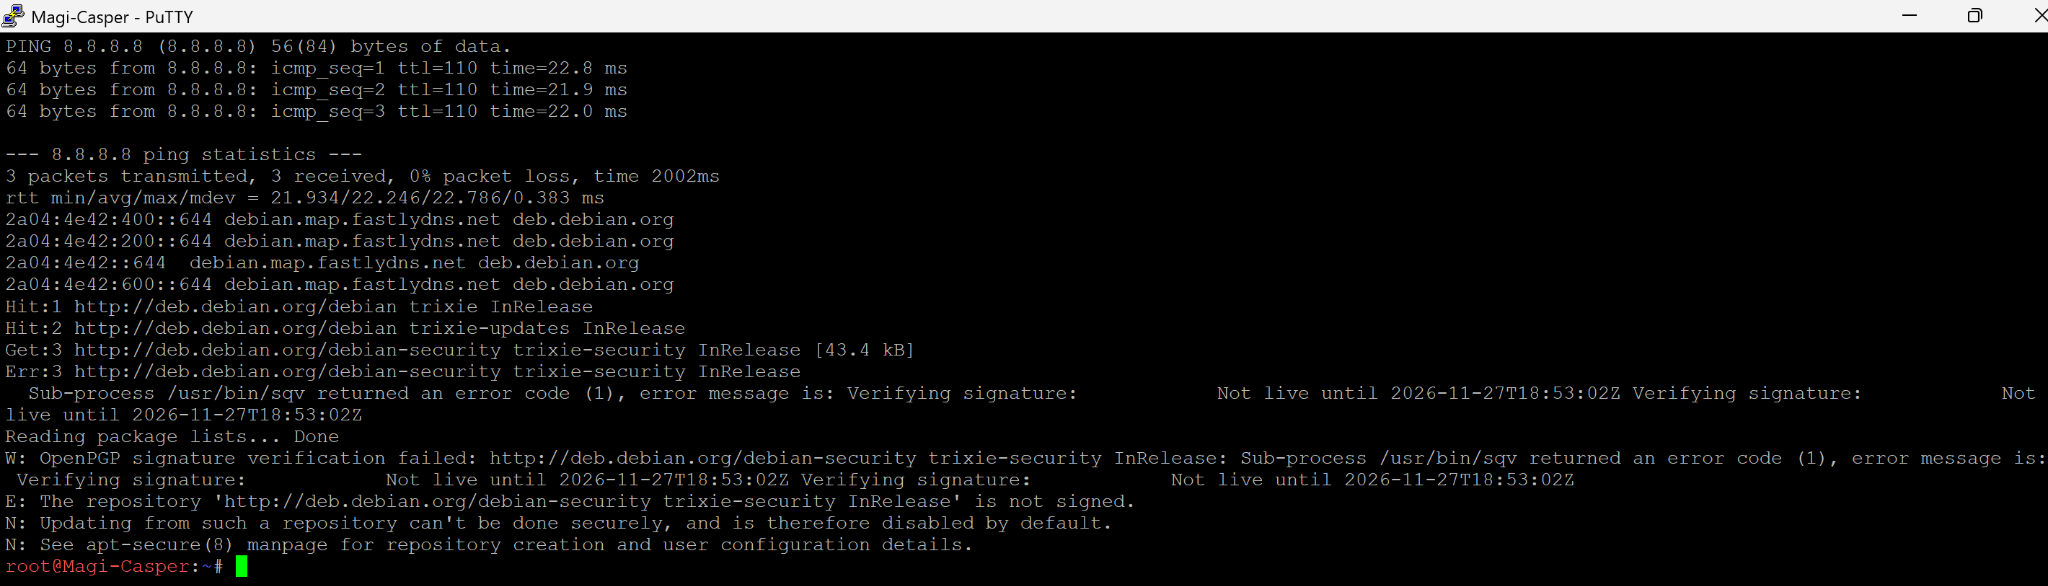 Magi-Casper - PuTTY
PING 8.8.8.8 (8.8.8.8) 56(84) bytes of data.
64 bytes from 8.8.8.8: icmp_seq=1 ttl=110 time=22.8 ms
64 bytes from 8.8.8.8: icmp_seq=2 ttl=110 time=21.9 ms
64 bytes from 8.8.8.8: icmp_seq=3 ttl=110 time=22.0 ms
--- 8.8.8.8 ping statistics ---
3 packets transmitted, 3 received, 0% packet loss, time 2002ms
rtt min/avg/max/mdev = 21.934/22.246/22.786/0.383 ms
2a04:4e42:400::644 debian.map.fastlydns.net deb.debian.org
2a04:4e42:200::644 debian.map.fastlydns.net deb.debian.org
2a04:4e42::644  debian.map.fastlydns.net deb.debian.org
2a04:4e42:600::644 debian.map.fastlydns.net deb.debian.org
Hit:1 http://deb.debian.org/debian trixie InRelease
Hit:2 http://deb.debian.org/debian trixie-updates InRelease
Get:3 http://deb.debian.org/debian-security trixie-security InRelease [43.4 kB]
Err:3 http://deb.debian.org/debian-security trixie-security InRelease
  Sub-process /usr/bin/sqv returned an error code (1), error message is: Verifying signature:            Not live until 2026-11-27T18:53:02Z Verifying signature:            Not
live until 2026-11-27T18:53:02Z
Reading package lists... Done
W: OpenPGP signature verification failed: http://deb.debian.org/debian-security trixie-security InRelease: Sub-process /usr/bin/sqv returned an error code (1), error message is:
 Verifying signature:            Not live until 2026-11-27T18:53:02Z Verifying signature:            Not live until 2026-11-27T18:53:02Z
E: The repository 'http://deb.debian.org/debian-security trixie-security InRelease' is not signed.
N: Updating from such a repository can't be done securely, and is therefore disabled by default.
N: See apt-secure(8) manpage for repository creation and user configuration details.
root@Magi-Casper:~#